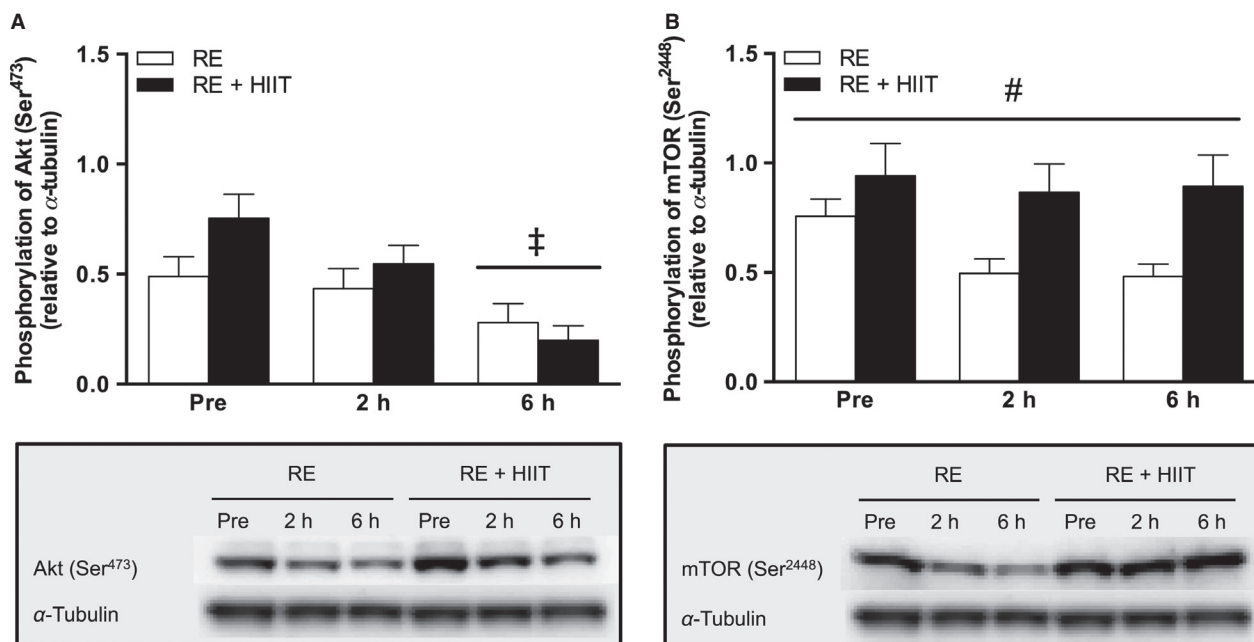 A
Phosphorylation of Akt (Ser473)
(relative to α-tubulin)
1.5
1.0
0.5
0.0
RE
RE + HIIT
‡
Pre 2 h 6 h
RE RE + HIIT
Pre 2 h 6 h Pre 2 h 6 h
Akt (Ser473)
α-Tubulin
B
Phosphorylation of mTOR (Ser2448)
(relative to α-tubulin)
1.5
1.0
0.5
0.0
RE
RE + HIIT
#
Pre 2 h 6 h
RE RE + HIIT
Pre 2 h 6 h Pre 2 h 6 h
mTOR (Ser2448)
α-Tubulin